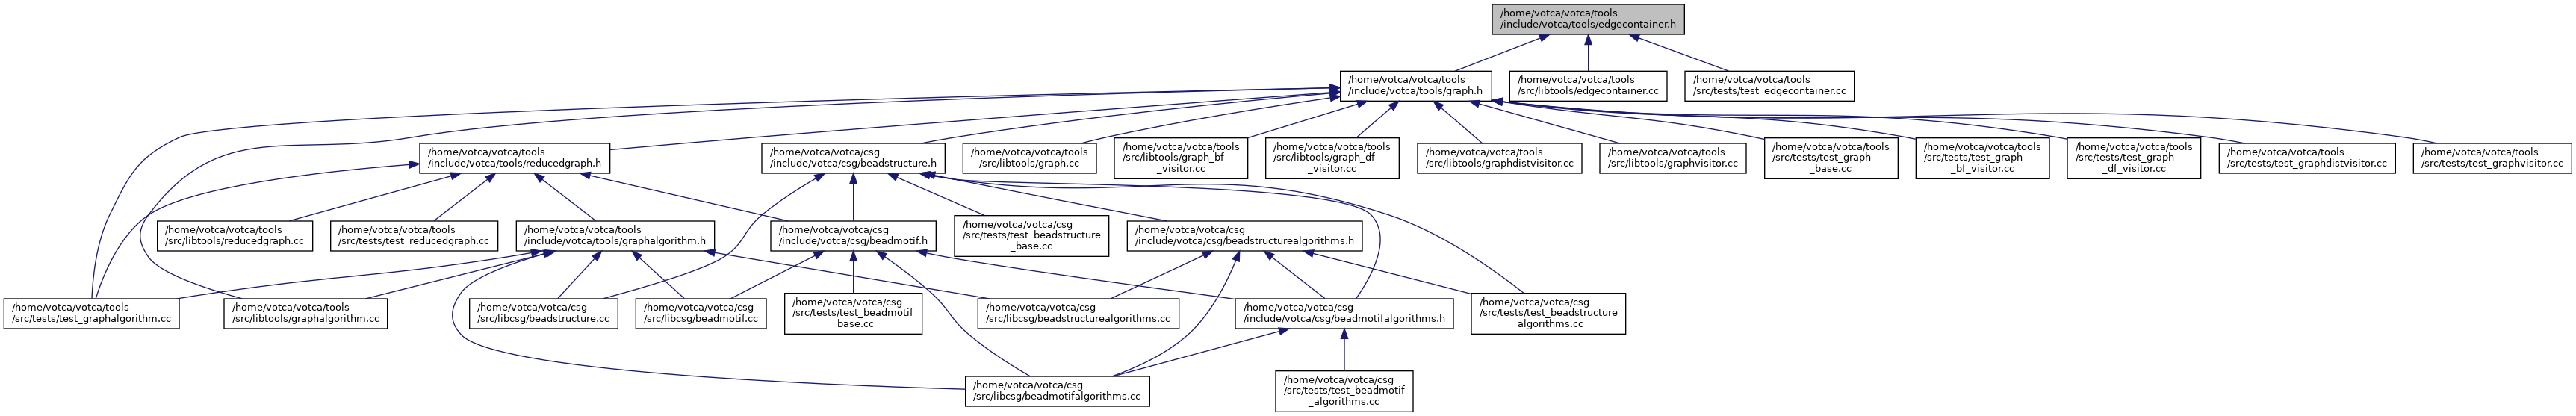 /home/votca/votca/tools
/include/votca/tools/edgecontainer.h
/home/votca/votca/tools
/include/votca/tools/graph.h
/home/votca/votca/tools
/src/libtools/edgecontainer.cc
/home/votca/votca/tools
/src/tests/test_edgecontainer.cc
/home/votca/votca/tools
/include/votca/tools/reducedgraph.h
/home/votca/votca/csg
/include/votca/csg/beadstructure.h
/home/votca/votca/tools
/src/libtools/graph.cc
/home/votca/votca/tools
/src/libtools/graph_bf
_visitor.cc
/home/votca/votca/tools
/src/libtools/graph_df
_visitor.cc
/home/votca/votca/tools
/src/libtools/graphdistvisitor.cc
/home/votca/votca/tools
/src/libtools/graphvisitor.cc
/home/votca/votca/tools
/src/tests/test_graph
_base.cc
/home/votca/votca/tools
/src/tests/test_graph
_bf_visitor.cc
/home/votca/votca/tools
/src/tests/test_graph
_df_visitor.cc
/home/votca/votca/tools
/src/tests/test_graphdistvisitor.cc
/home/votca/votca/tools
/src/tests/test_graphvisitor.cc
/home/votca/votca/tools
/src/libtools/reducedgraph.cc
/home/votca/votca/tools
/src/tests/test_reducedgraph.cc
/home/votca/votca/tools
/include/votca/tools/graphalgorithm.h
/home/votca/votca/csg
/include/votca/csg/beadmotif.h
/home/votca/votca/csg
/src/tests/test_beadstructure
_base.cc
/home/votca/votca/csg
/include/votca/csg/beadstructurealgorithms.h
/home/votca/votca/tools
/src/tests/test_graphalgorithm.cc
/home/votca/votca/tools
/src/libtools/graphalgorithm.cc
/home/votca/votca/csg
/src/libcsg/beadstructure.cc
/home/votca/votca/csg
/src/libcsg/beadmotif.cc
/home/votca/votca/csg
/src/tests/test_beadmotif
_base.cc
/home/votca/votca/csg
/src/libcsg/beadstructurealgorithms.cc
/home/votca/votca/csg
/include/votca/csg/beadmotifalgorithms.h
/home/votca/votca/csg
/src/tests/test_beadstructure
_algorithms.cc
/home/votca/votca/csg
/src/libcsg/beadmotifalgorithms.cc
/home/votca/votca/csg
/src/tests/test_beadmotif
_algorithms.cc